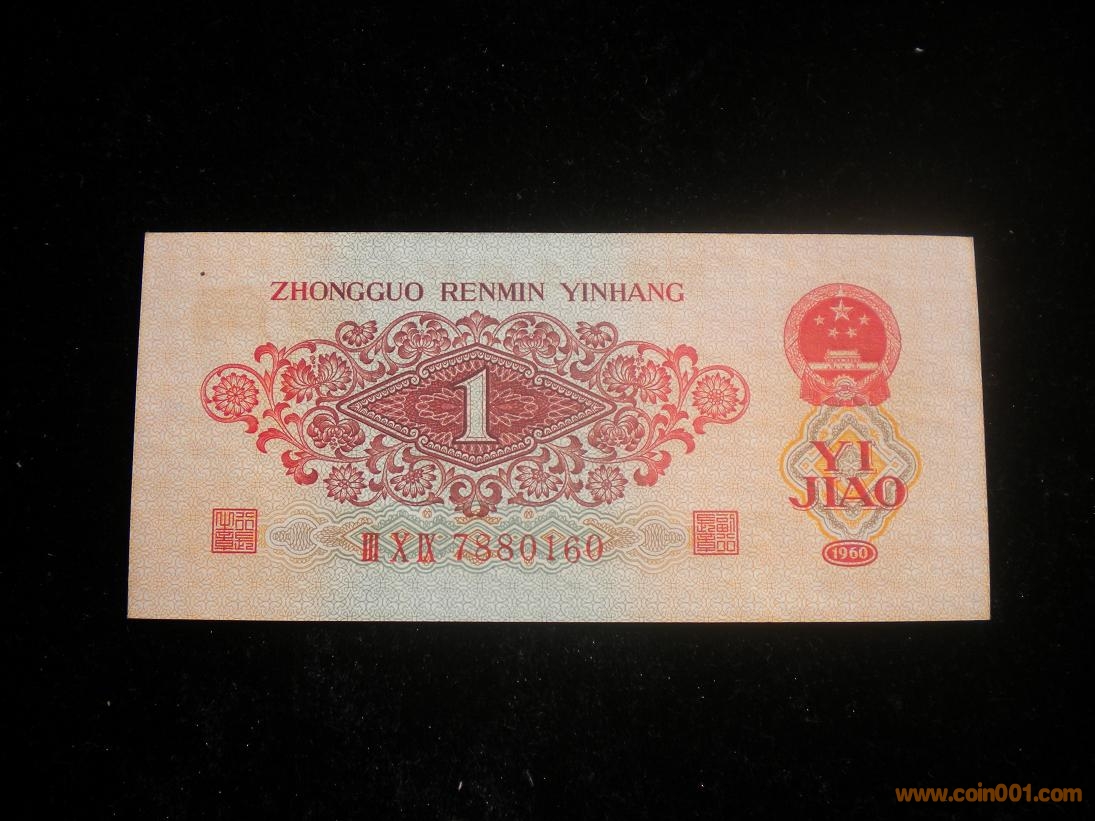 ZHONGGUO RENMIN YINHANG
1
YI
JIAO
III X IX 7880160
1960
www.coin001.com